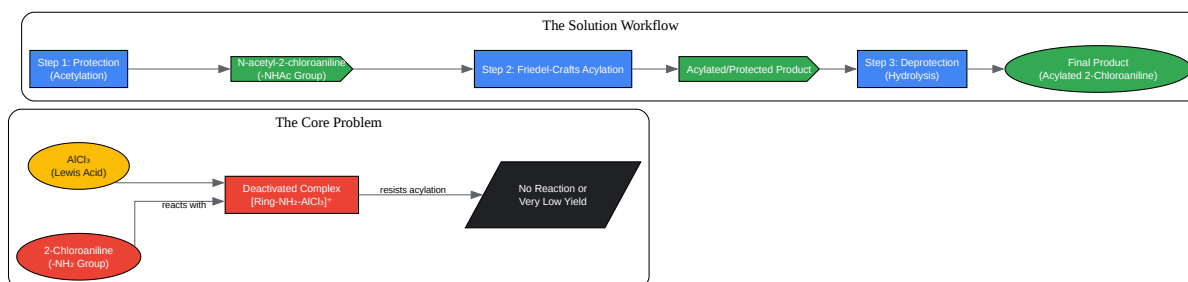 The Solution Workflow
Step 1: Protection
(Acetylation)
N-acetyl-2-chloroaniline
(-NHAc Group)
Step 2: Friedel-Crafts Acylation
Acylated/Protected Product
Step 3: Deprotection
(Hydrolysis)
Final Product
(Acylated 2-Chloroaniline)
The Core Problem
AlCl₃
(Lewis Acid)
2-Chloroaniline
(-NH₂ Group)
reacts with
Deactivated Complex
[Ring-NH₂-AlCl₃]⁺
resists acylation
No Reaction or
Very Low Yield